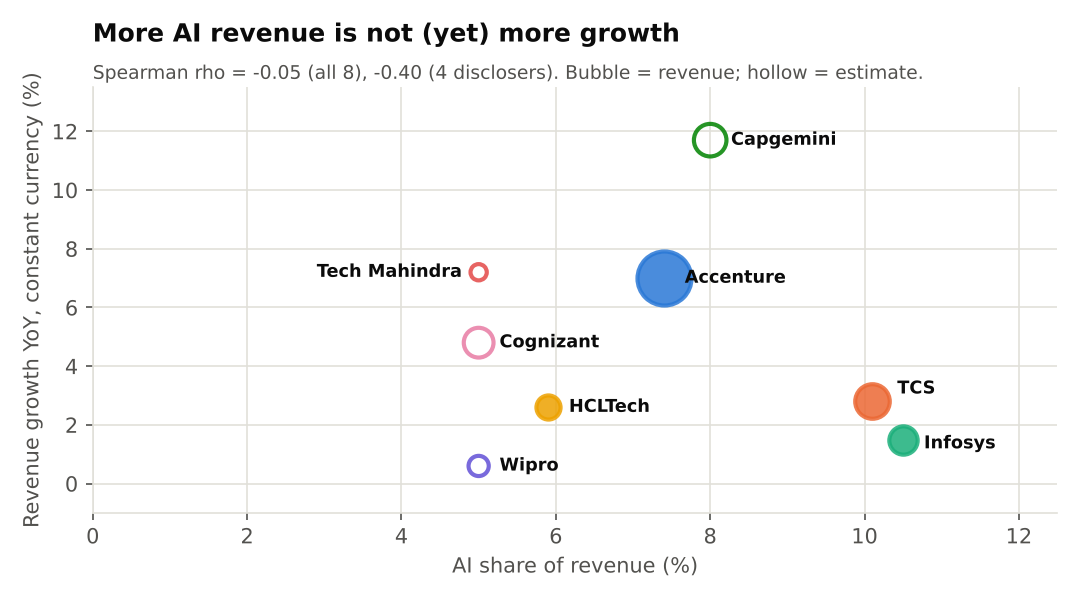 More AI revenue is not (yet) more growth
Spearman rho = -0.05 (all 8), -0.40 (4 disclosers). Bubble = revenue; hollow = estimate.
Revenue growth YoY, constant currency (%)
12
10
8
6
4
2
0
Capgemini
Tech Mahindra
Accenture
Cognizant
TCS
HCLTech
Infosys
Wipro
0 2 4 6 8 10 12
AI share of revenue (%)